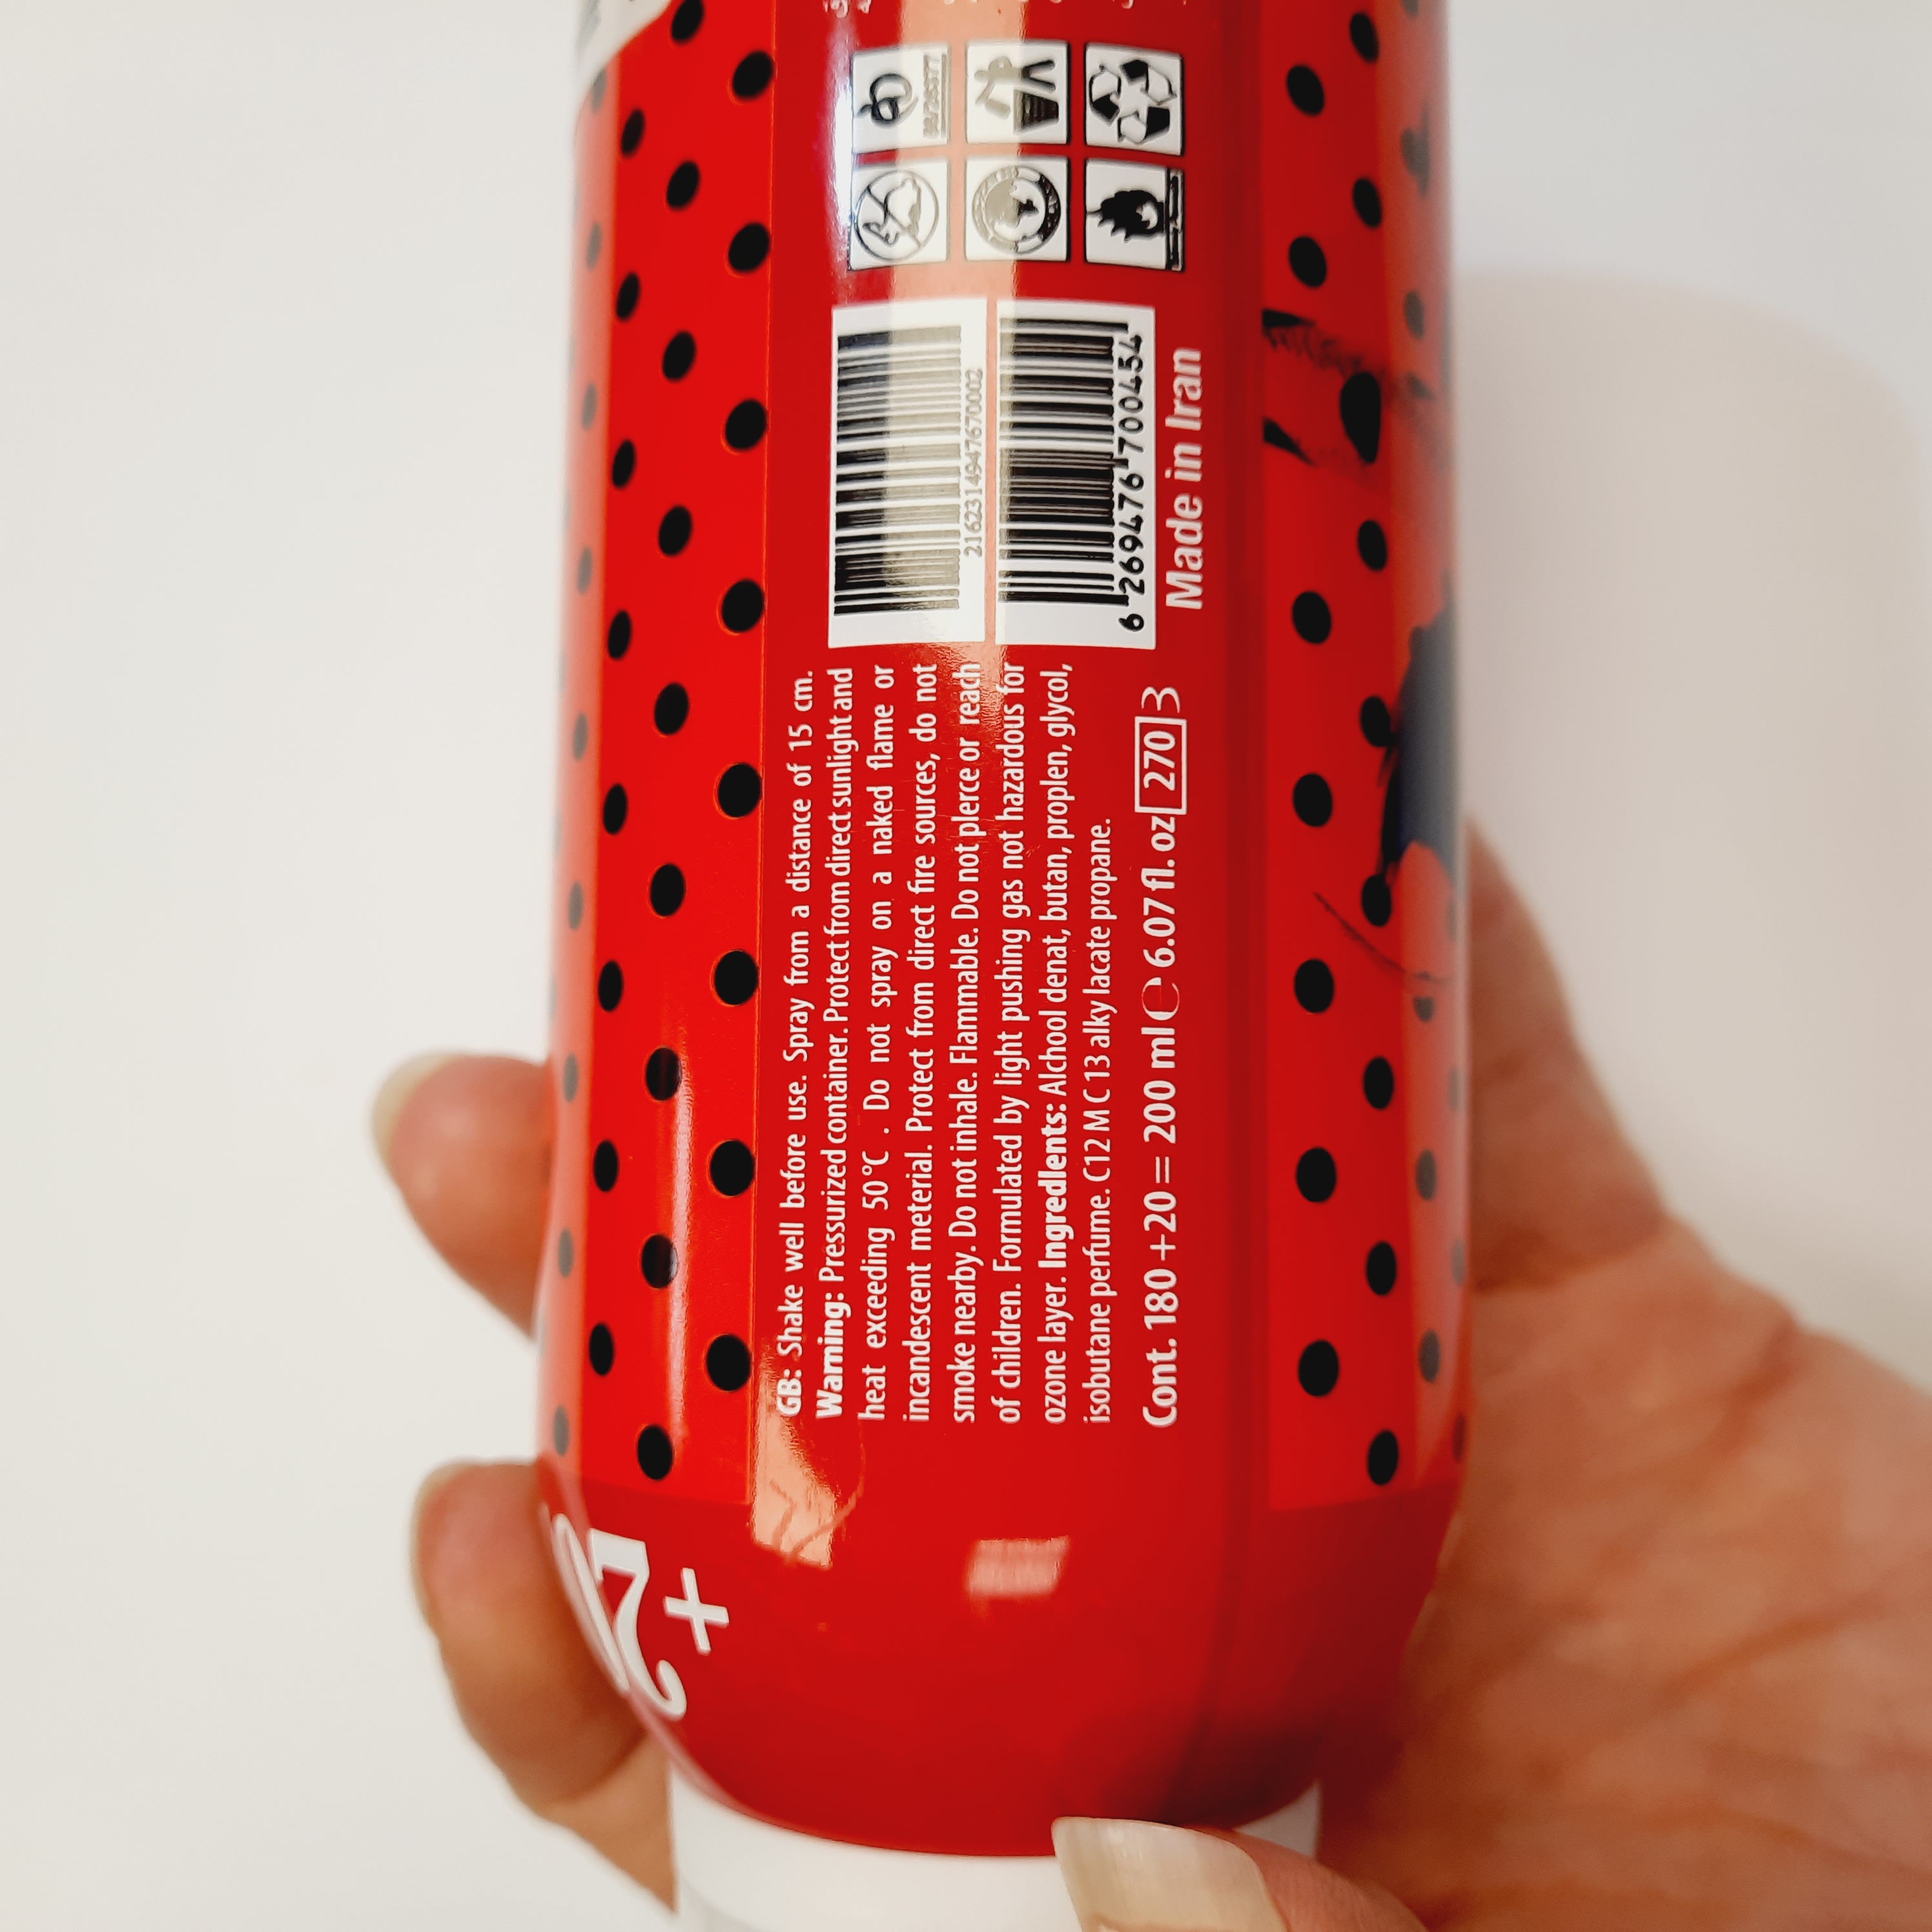 GB: Shake well before use. Spray from a distance of 15 cm.
Warning: Pressurized container. Protect from direct sunlight and
heat exceeding 50°C . Do not spray on a naked flame or
incandescent meterial. Protect from direct fire sources, do not
smoke nearby. Do not inhale. Flammable. Do not plerce or reach
of children. Formulated by light pushing gas not hazardous for
ozone layer. Ingredlents: Alchool denat, butan, proplen, glycol,
isobutane perfume. C12 M C 13 alky lacate propane.
Cont. 180 +20 = 200 ml ℮ 6.07 fl. oz 270 3
2162314947670002
6 269476 700454
Made in Iran
+